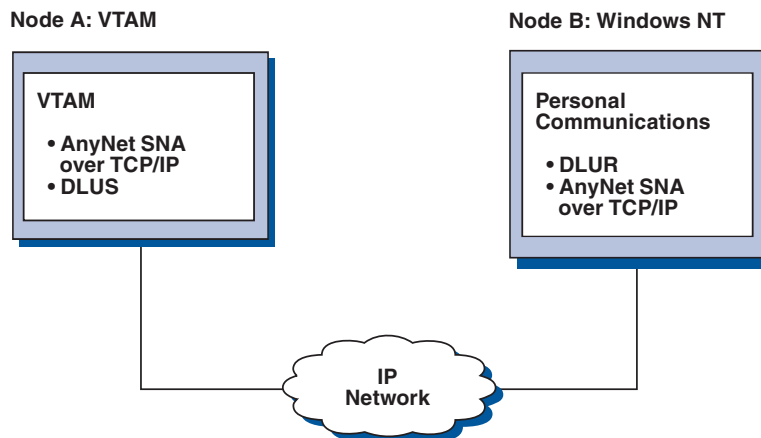 Node A: VTAM
VTAM
• AnyNet SNA
over TCP/IP
• DLUS
Node B: Windows NT
Personal
Communications
• DLUR
• AnyNet SNA
over TCP/IP
IP
Network